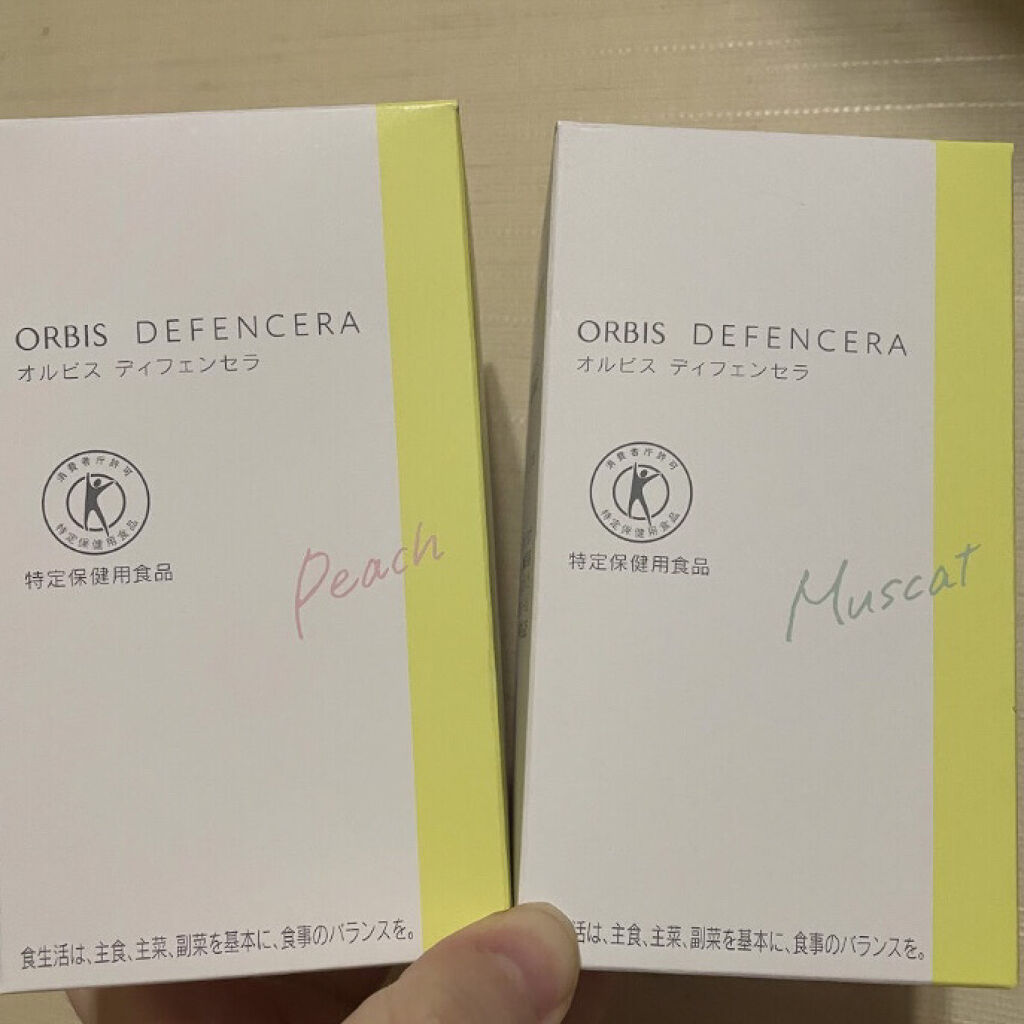 ORBIS DEFENCERA
オルビス ディフェンセラ
消費者庁許可
特定保健用食品
特定保健用食品
Peach
食生活は、主食、主菜、副菜を基本に、食事のバランスを。
ORBIS DEFENCERA
オルビス ディフェンセラ
消費者庁許可
特定保健用食品
特定保健用食品
Muscat
活は、主食、主菜、副菜を基本に、食事のバランスを。